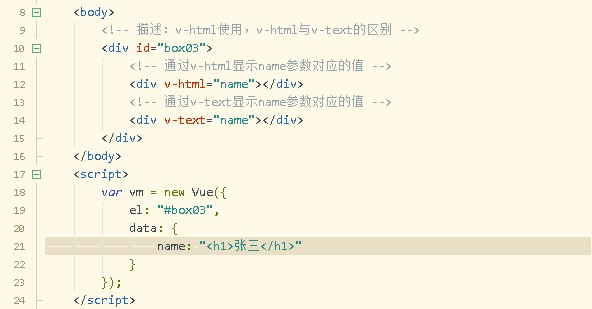 8 <body>
9 <!-- 描述：v-html使用，v-html与v-text的区别 -->
10 <div id="box03">
11 <!-- 通过v-html显示name参数对应的值 -->
12 <div v-html="name"></div>
13 <!-- 通过v-text显示name参数对应的值 -->
14 <div v-text="name"></div>
15 </div>
16 </body>
17 <script>
18 var vm = new Vue({
19 el: "#box03",
20 data: {
21 name: "<h1>张三</h1>"
22 }
23 });
24 </script>